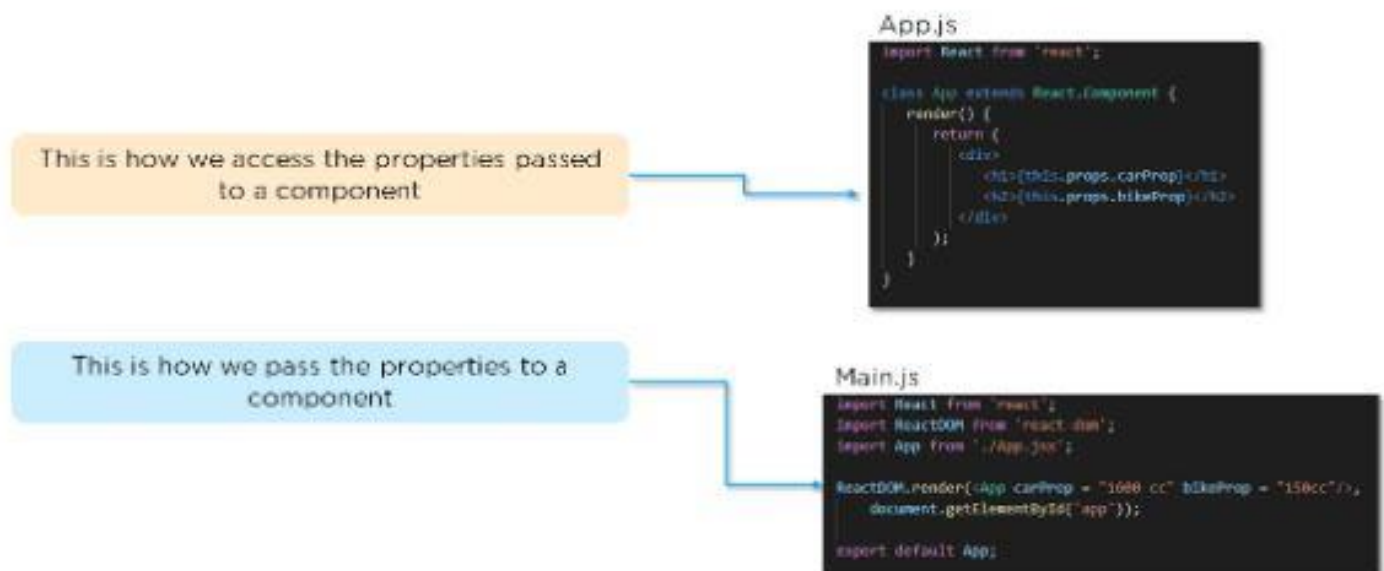 App.js
import React from 'react';
class App extends React.Component {
render() {
return (
<div>
<h1>{this.props.carProp}</h1>
<h2>{this.props.bikeProp}</h2>
</div>
);
}
}
This is how we access the properties passed
to a component
This is how we pass the properties to a
component
Main.js
import React from 'react';
import ReactDOM from 'react-dom';
import App from './App.jsx';
ReactDOM.render(<App carProp = "1600 cc" bikeProp = "150cc"/>,
document.getElementById("app"));
export default App;